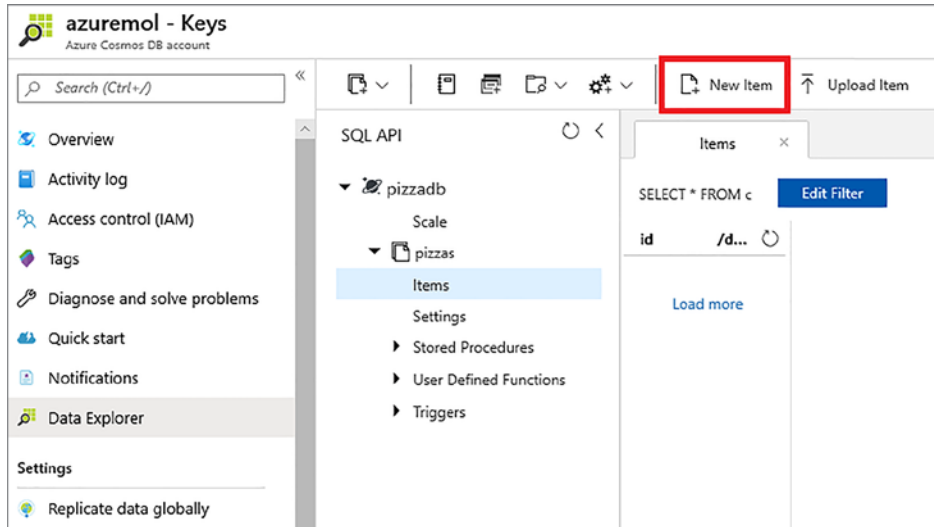 azuremol - Keys
Azure Cosmos DB account
Search (Ctrl+/)
«
Overview
Activity log
Access control (IAM)
Tags
Diagnose and solve problems
Quick start
Notifications
Data Explorer
Settings
Replicate data globally
New Item
Upload Item
SQL API
pizzadb
Scale
pizzas
Items
Settings
Stored Procedures
User Defined Functions
Triggers
Items
SELECT * FROM c
Edit Filter
id /d...
Load more